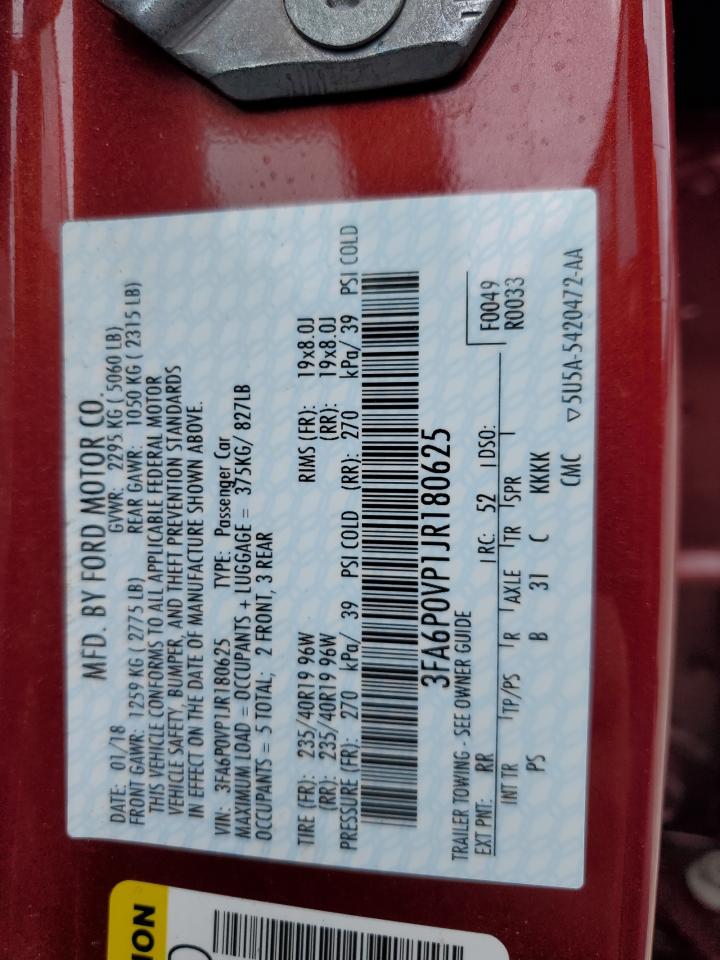 MFD. BY FORD MOTOR CO.
DATE: 01/18 GVWR: 2295 KG ( 5060 LB)
FRONT GAWR: 1259 KG ( 2775 LB) REAR GAWR: 1050 KG ( 2315 LB)
THIS VEHICLE CONFORMS TO ALL APPLICABLE FEDERAL MOTOR
VEHICLE SAFETY, BUMPER, AND THEFT PREVENTION STANDARDS
IN EFFECT ON THE DATE OF MANUFACTURE SHOWN ABOVE.
VIN: 3FA6P0VP1JR180625 TYPE: Passenger Car
MAXIMUM LOAD = OCCUPANTS + LUGGAGE = 375KG/ 827LB
OCCUPANTS = 5 TOTAL; 2 FRONT, 3 REAR
TIRE (FR): 235/40R19 96W RIMS (FR): 19x8.0J
(RR): 235/40R19 96W (RR): 19x8.0J
PRESSURE (FR): 270 kPa/ 39 PSI COLD (RR): 270 kPa/ 39 PSI COLD
3FA6P0VP1JR180625
TRAILER TOWING - SEE OWNER GUIDE
EXT PNT: RR RC: 52 DSO: F0049
R0033
INT TR TP/PS R AXLE TR SPR
PS B 31 C KKKK
CMC ▽5U5A-5420472-AA
ION